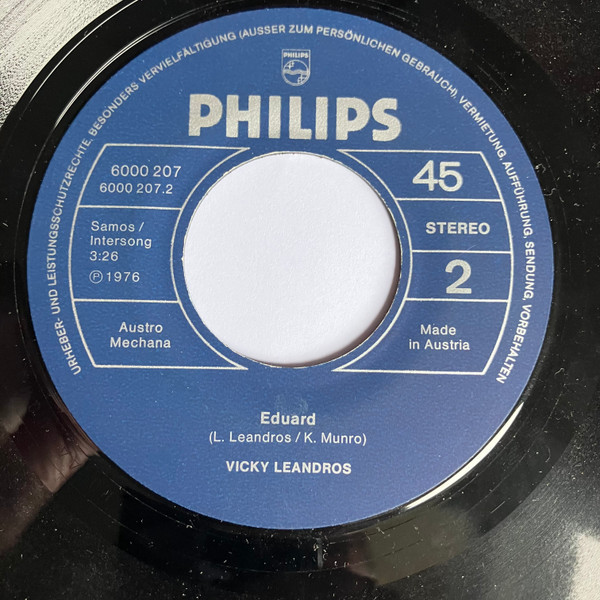 URHEBER- UND LEISTUNGSSCHUTZRECHTE, BESONDERS VERVIELFÄLTIGUNG (AUSSER ZUM PERSÖNLICHEN GEBRAUCH), VERMIETUNG, AUFFÜHRUNG, SENDUNG, VORBEHALTEN
PHILIPS
PHILIPS
6000 207
6000 207.2
Samos /
Intersong
3:26
Ⓟ 1976
Austro
Mechana
45
STEREO
2
Made
in Austria
Eduard
(L. Leandros / K. Munro)
VICKY LEANDROS